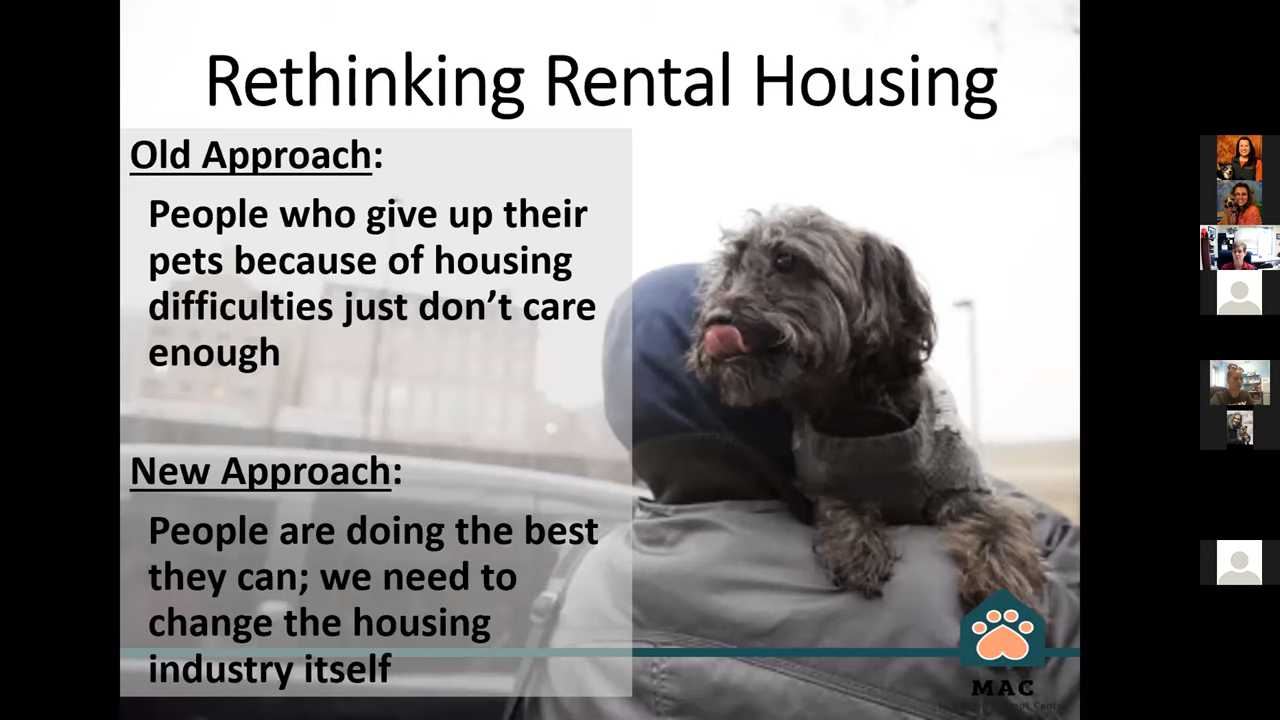 Rethinking Rental Housing
Old Approach:
People who give up their
pets because of housing
difficulties just don’t care
enough
New Approach:
People are doing the best
they can; we need to
change the housing
industry itself
MAC